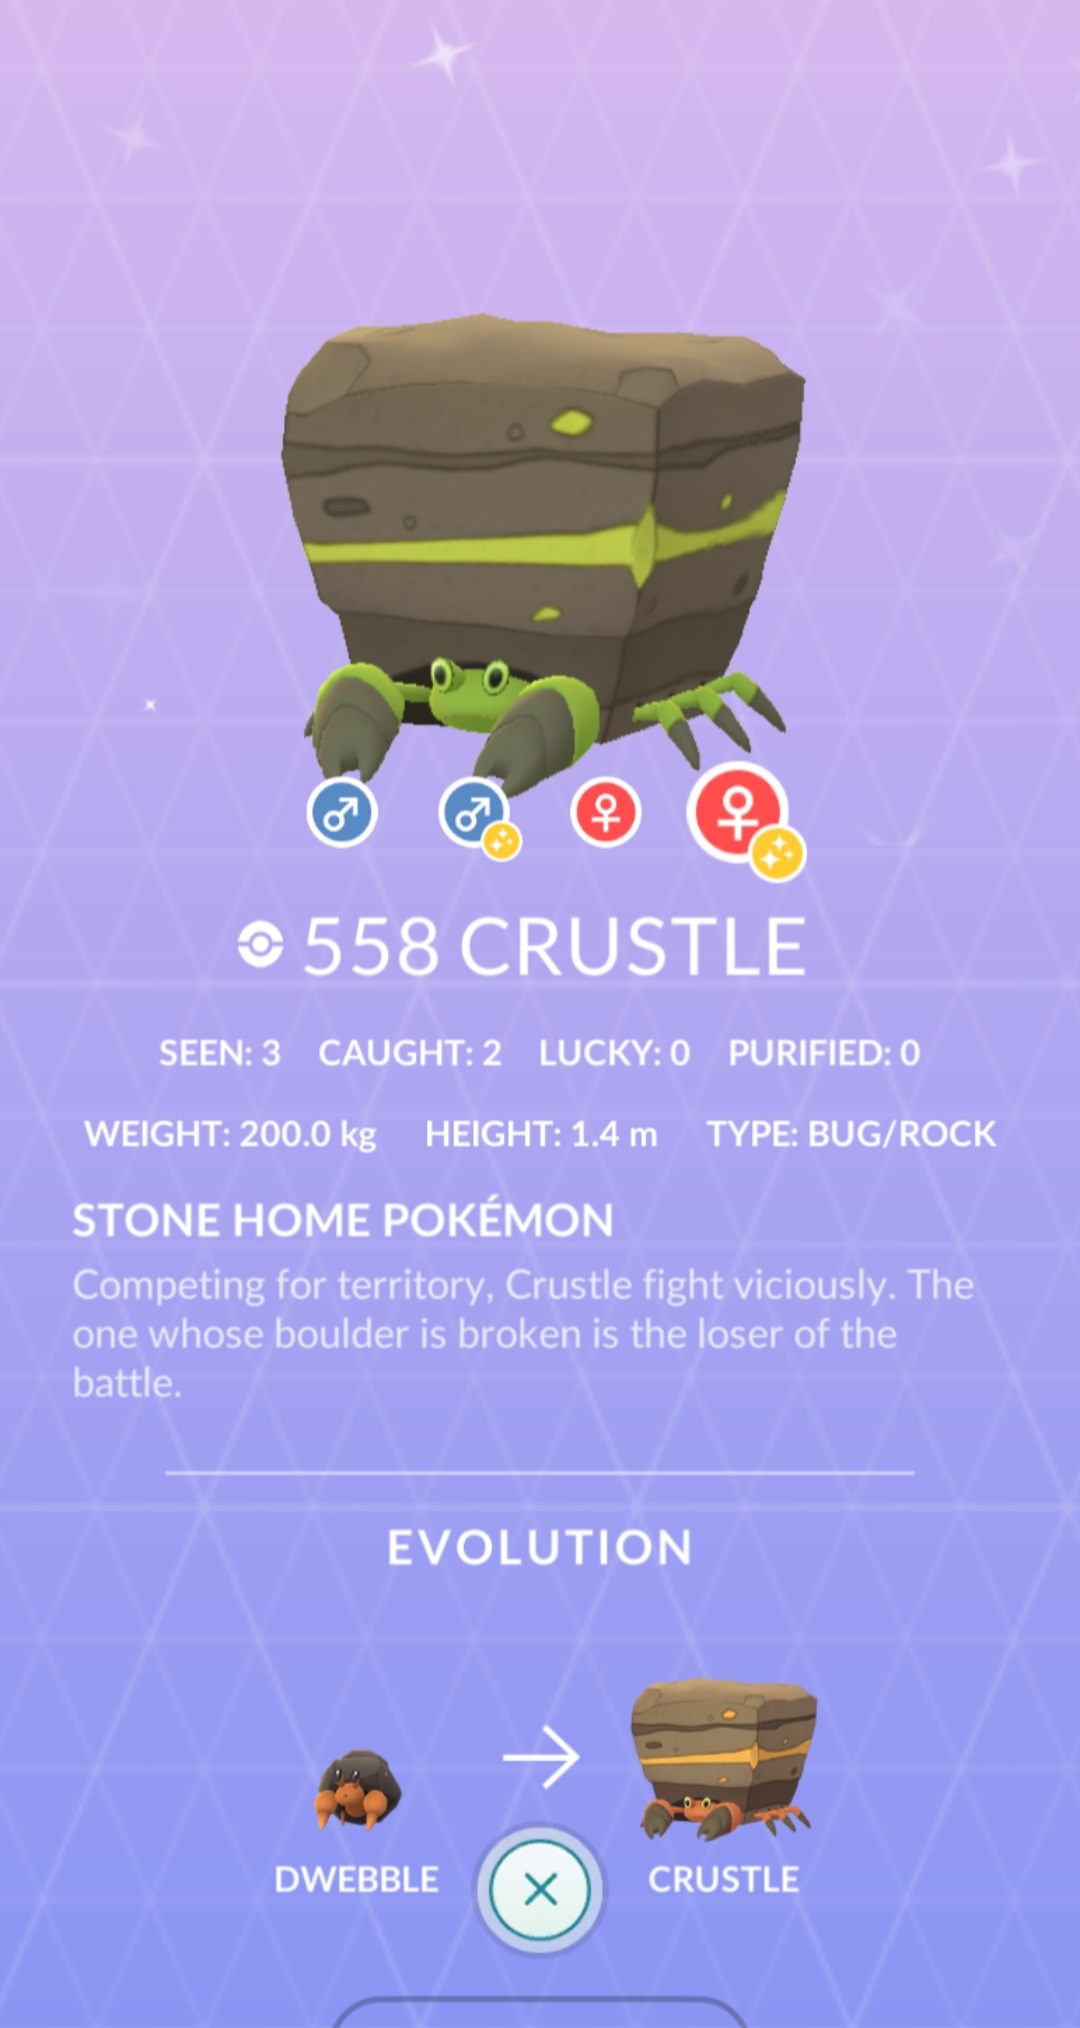 558 CRUSTLE
SEEN: 3 CAUGHT: 2 LUCKY: 0 PURIFIED: 0
WEIGHT: 200.0 kg HEIGHT: 1.4 m TYPE: BUG/ROCK
STONE HOME POKÉMON
Competing for territory, Crustle fight viciously. The
one whose boulder is broken is the loser of the
battle.
EVOLUTION
DWEBBLE CRUSTLE